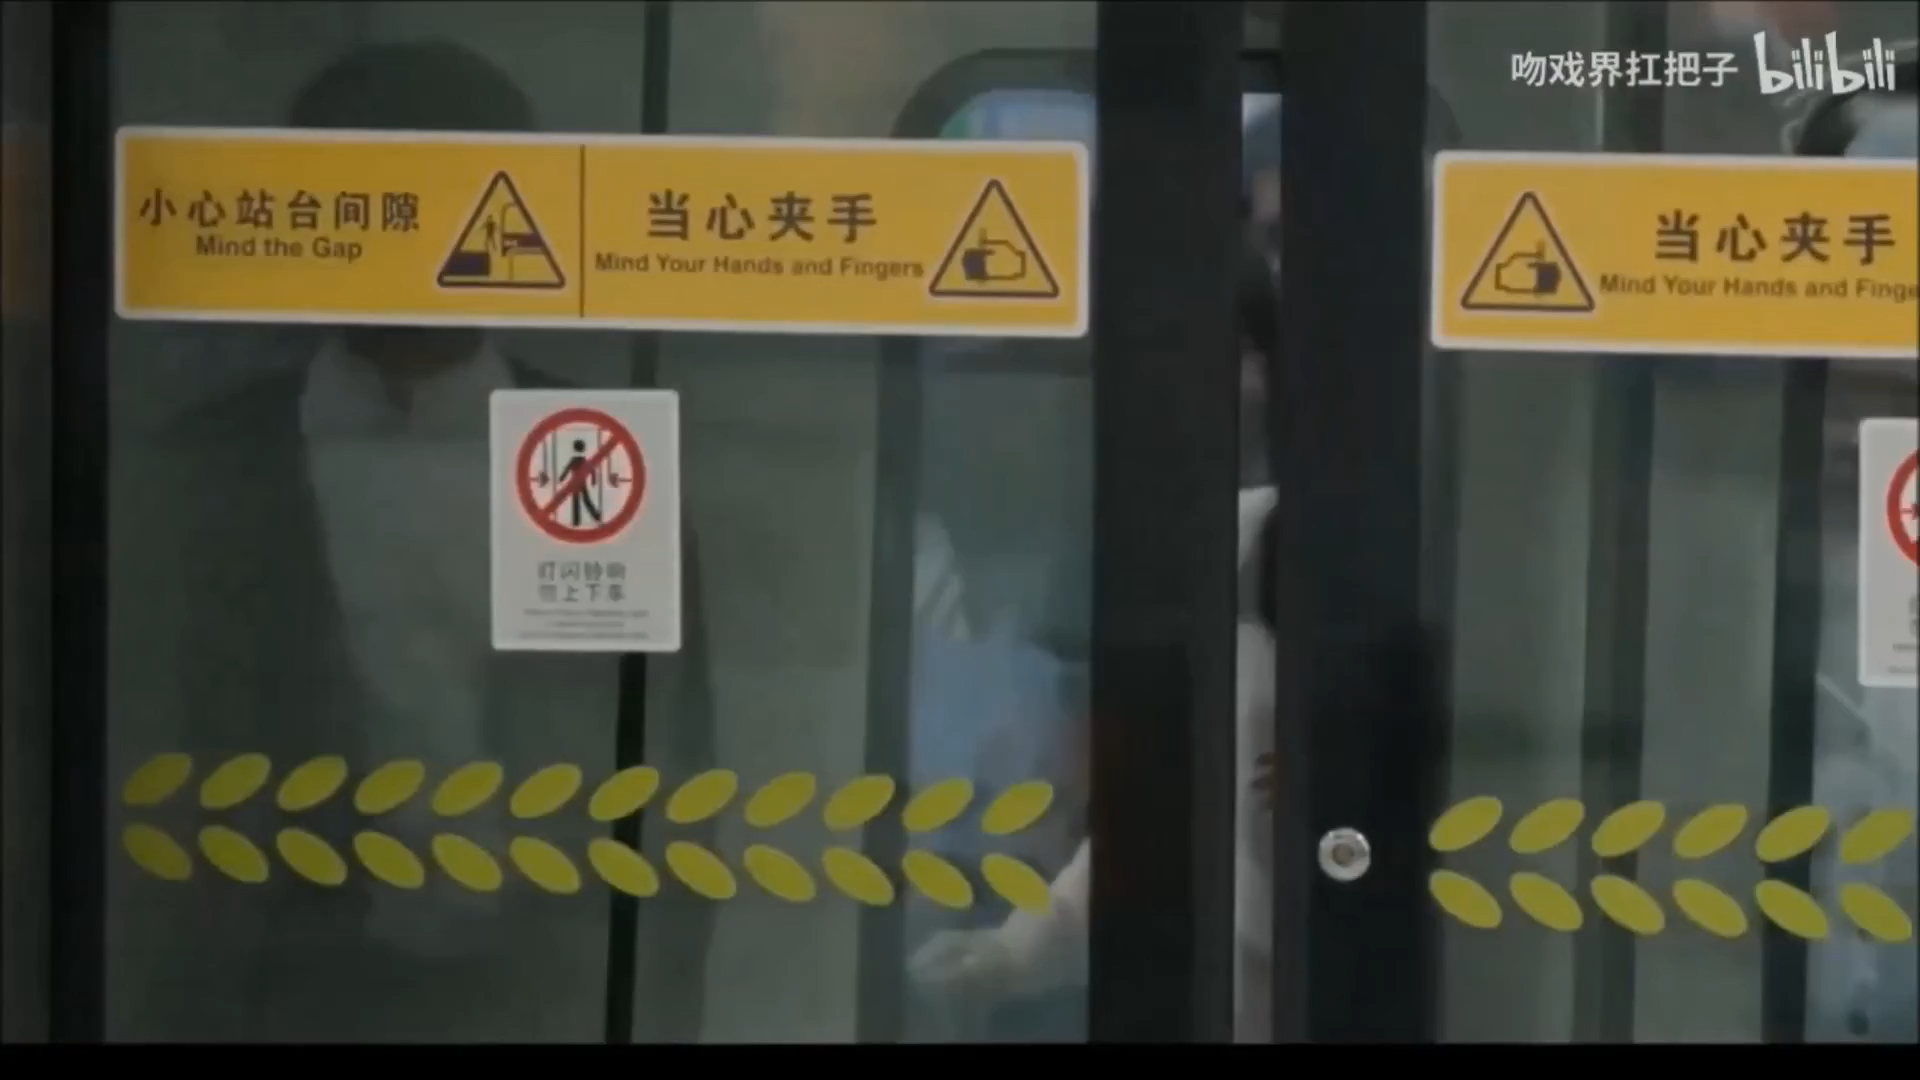 吻戏界扛把子 bilibili
小心站台间隙
Mind the Gap
当心夹手
Mind Your Hands and Fingers
当心夹手
Mind Your Hands and Finge
灯闪铃响
勿上下车